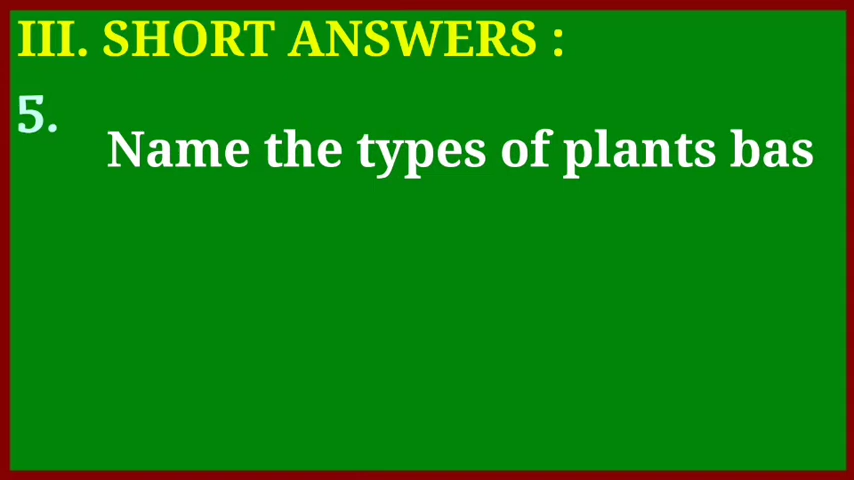 III. SHORT ANSWERS :
5.
Name the types of plants bas